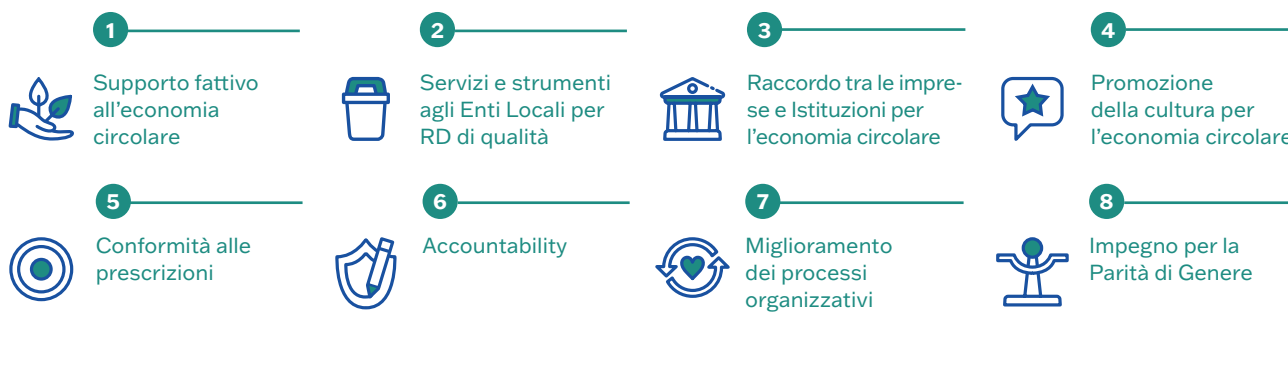 1
Supporto fattivo
all'economia
circolare
2
Servizi e strumenti
agli Enti Locali per
RD di qualità
3
Raccordo tra le impre-
se e Istituzioni per
l'economia circolare
4
Promozione
della cultura per
l'economia circolare
5
Conformità alle
prescrizioni
6
Accountability
7
Miglioramento
dei processi
organizzativi
8
Impegno per la
Parità di Genere